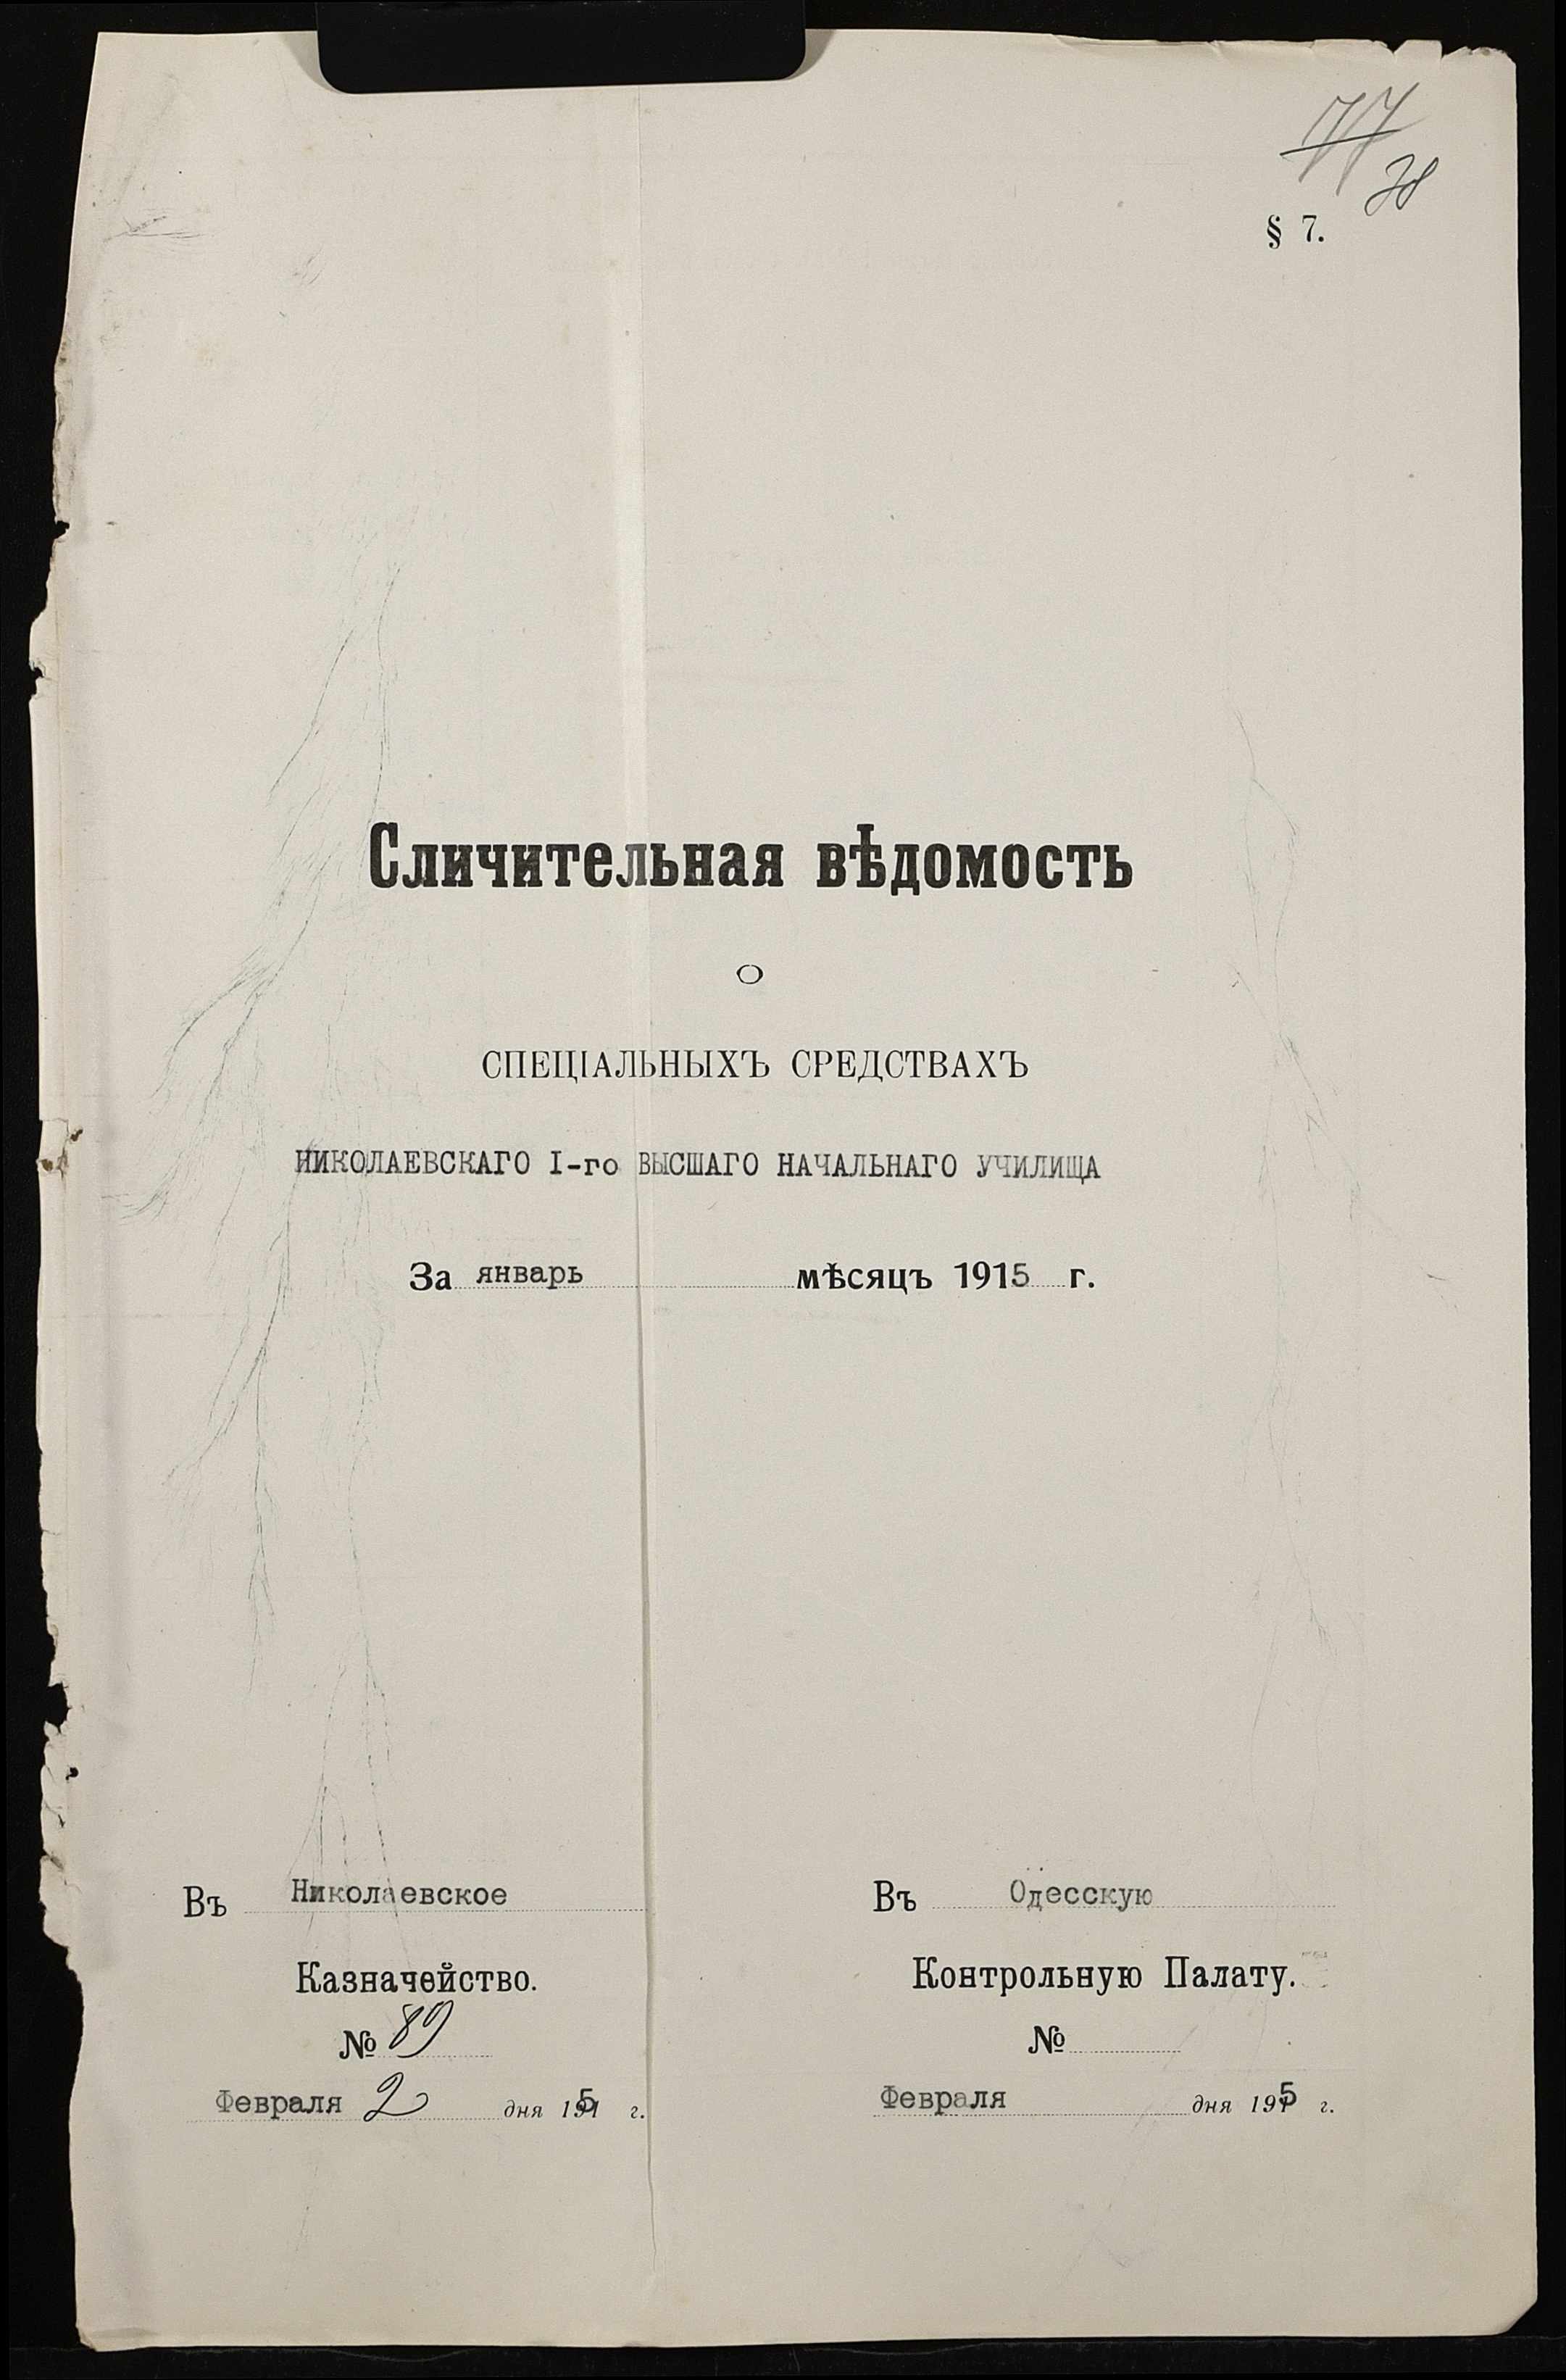 77
78
§ 7.
Сличительная вѣдомость
о
СПЕЦІАЛЬНЫХЪ СРЕДСТВАХЪ
НИКОЛАЕВСКАГО I-го ВЫСШАГО НАЧАЛЬНАГО УЧИЛИЩА
За январь мѣсяцъ 1915 г.
Въ Николаевское
Казначейство.
№ 89
Февраля 2 дня 1915 г.
Въ Одесскую
Контрольную Палату.
№
Февраля дня 1915 г.